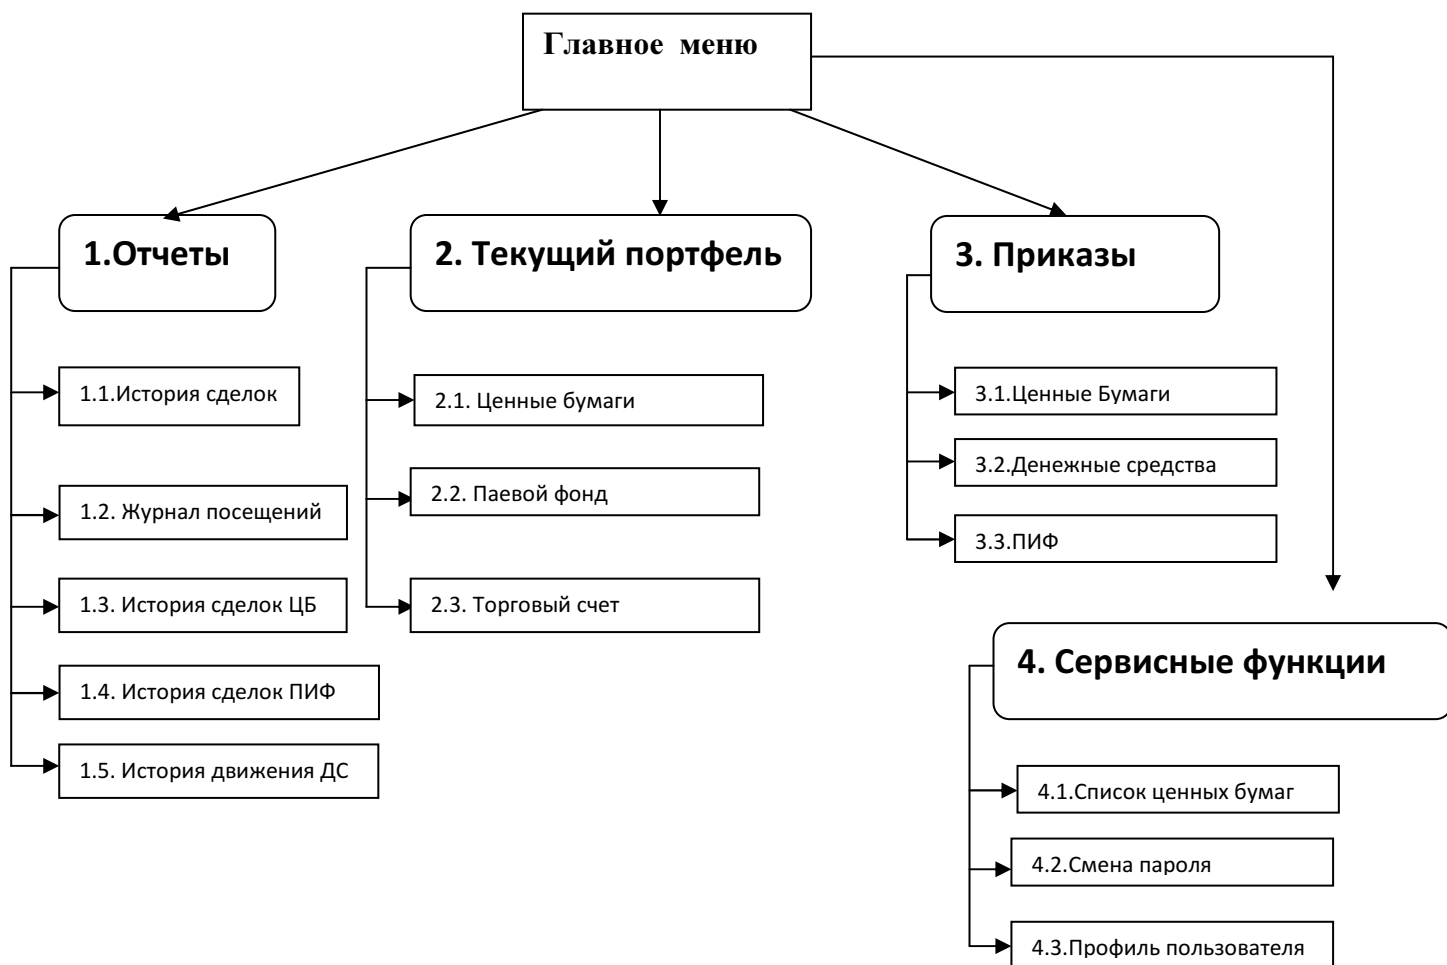 Главное меню
1.Отчеты
1.1.История сделок
1.2. Журнал посещений
1.3. История сделок ЦБ
1.4. История сделок ПИФ
1.5. История движения ДС
2. Текущий портфель
2.1. Ценные бумаги
2.2. Паевой фонд
2.3. Торговый счет
3. Приказы
3.1.Ценные Бумаги
3.2.Денежные средства
3.3.ПИФ
4. Сервисные функции
4.1.Список ценных бумаг
4.2.Смена пароля
4.3.Профиль пользователя